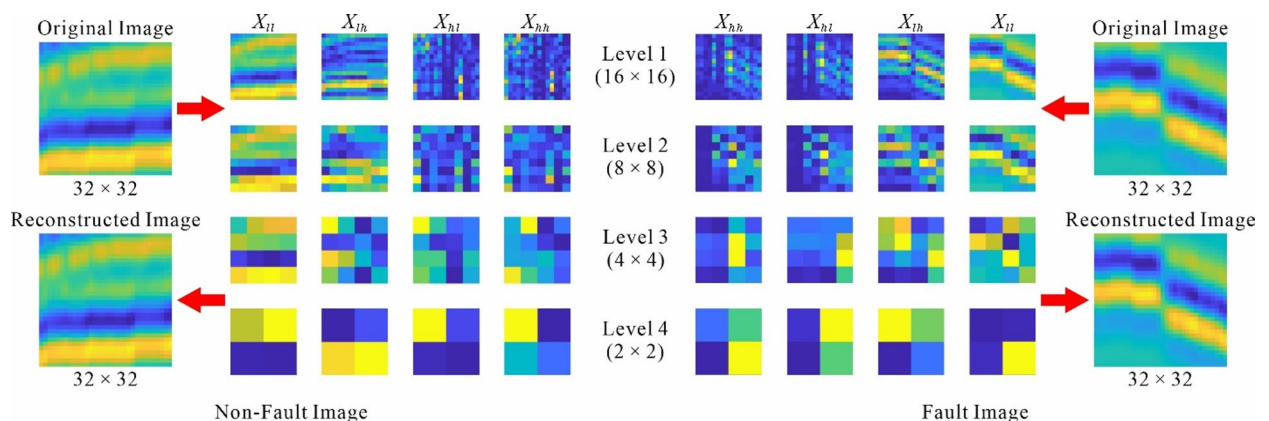 Original Image
X_ll X_lh X_hl X_hh
X_hh X_hl X_lh X_ll
Original Image
Level 1
(16 × 16)
Level 2
(8 × 8)
32 × 32
32 × 32
Reconstructed Image
Reconstructed Image
Level 3
(4 × 4)
Level 4
(2 × 2)
32 × 32
32 × 32
Non-Fault Image
Fault Image